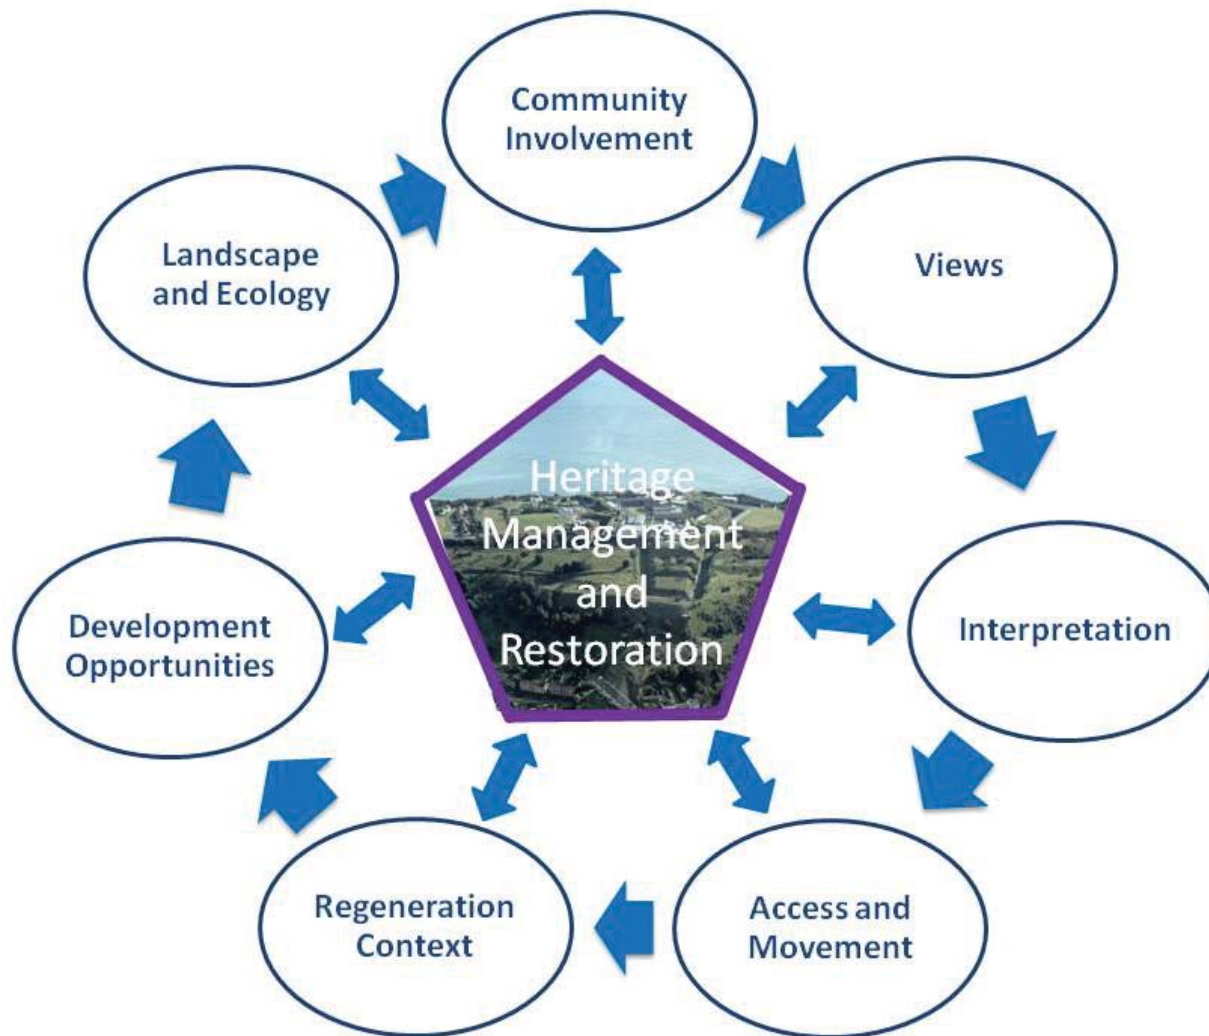 Community
Involvement
Views
Interpretation
Access and
Movement
Regeneration
Context
Development
Opportunities
Landscape
and Ecology
Heritage
Management
and
Restoration